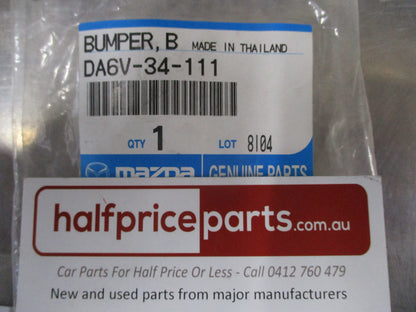 BUMPER, B MADE IN THAILAND
DA6V-34-111
QTY 1 LOT 8I04
mazda GENUINE PARTS
halfpriceparts.com.au
Car Parts For Half Price Or Less - Call 0412 760 479
New and used parts from major manufacturers